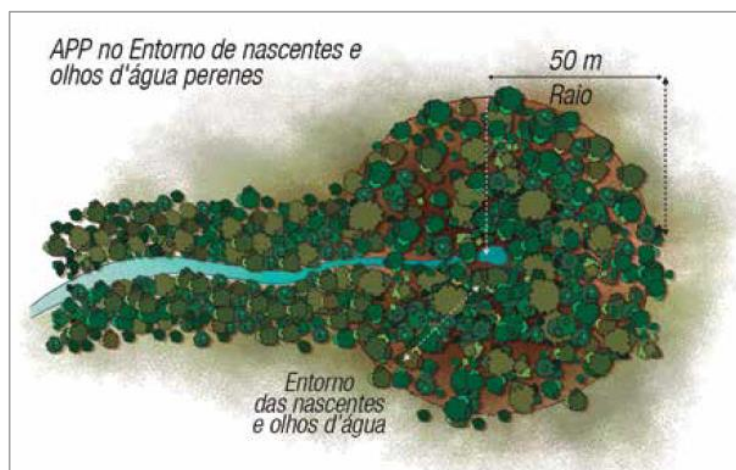 APP no Entorno de nascentes e
olhos d'água perenes
50 m
Raio
Entorno
das nascentes
e olhos d'água